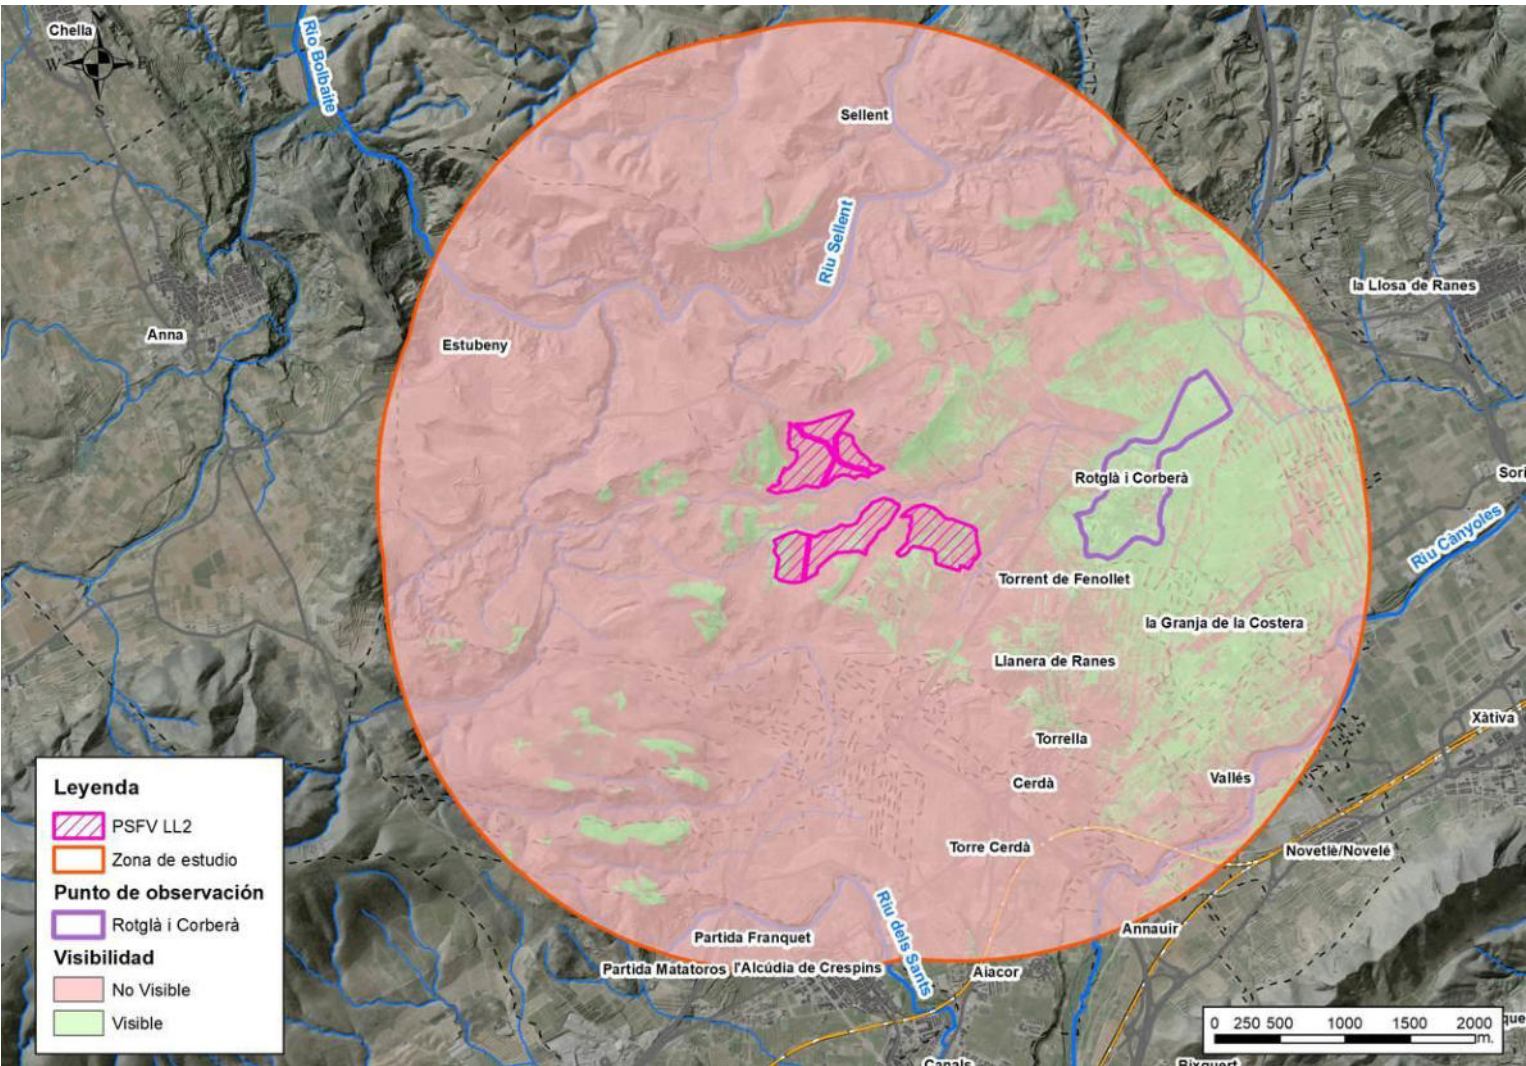 Chella
W
E
S
Río Bolbaite
Sellent
Riu Sellent
la Llosa de Ranes
Anna
Estubeny
Rotglà i Corberà
Riu Cànyoles
Torrent de Fenollet
la Granja de la Costera
Llanera de Ranes
Xàtiva
Torrella
Cerdà
Vallés
Torre Cerdà
Novetlè/Novelé
Riu dels Sants
Annauir
Partida Franquet
Partida Matatoros
l'Alcúdia de Crespins
Aiacor
Canals
Bixquert
Leyenda
PSFV LL2
Zona de estudio
Punto de observación
Rotglà i Corberà
Visibilidad
No Visible
Visible
0 250 500 1000 1500 2000
m.